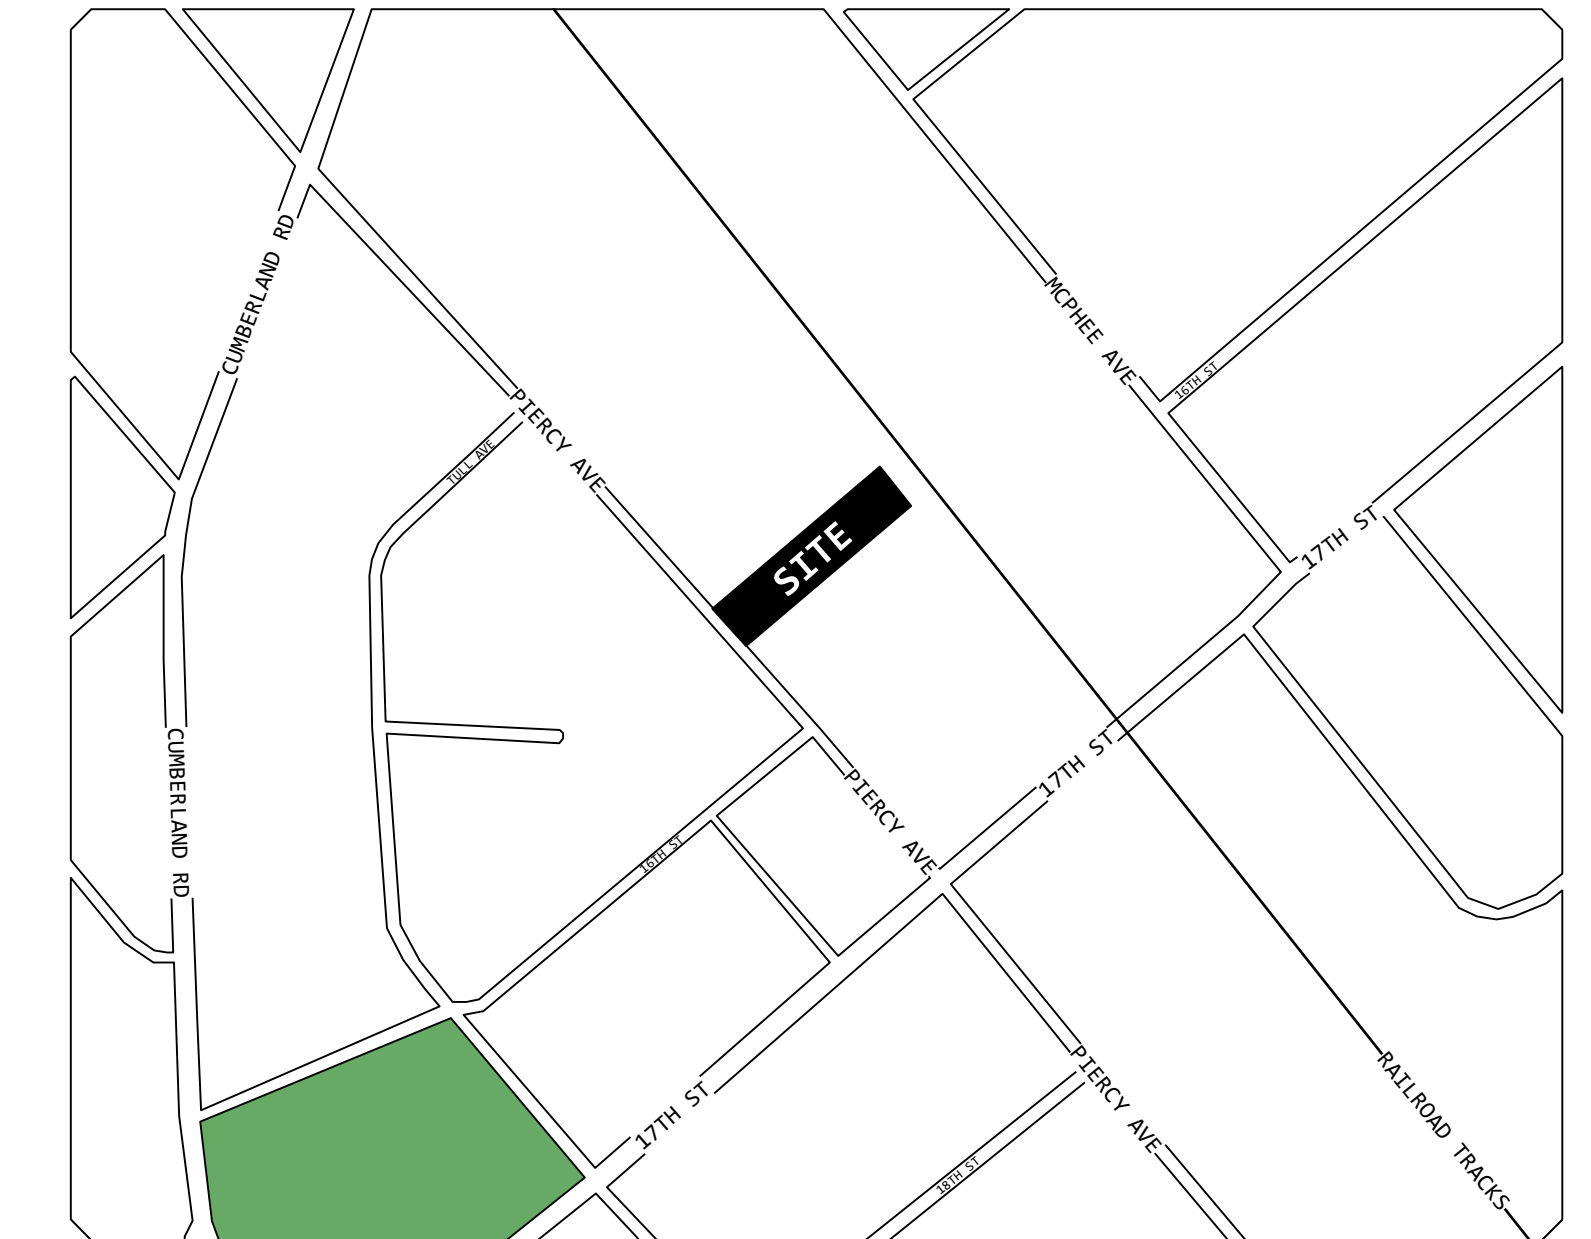 CUMBERLAND RD
MCPHEE AVE
16TH ST
PIERCY AVE
TULL AVE
SITE
17TH ST
17TH ST
CUMBERLAND RD
PIERCY AVE
16TH ST
17TH ST
PIERCY AVE
RAILROAD TRACKS
18TH ST